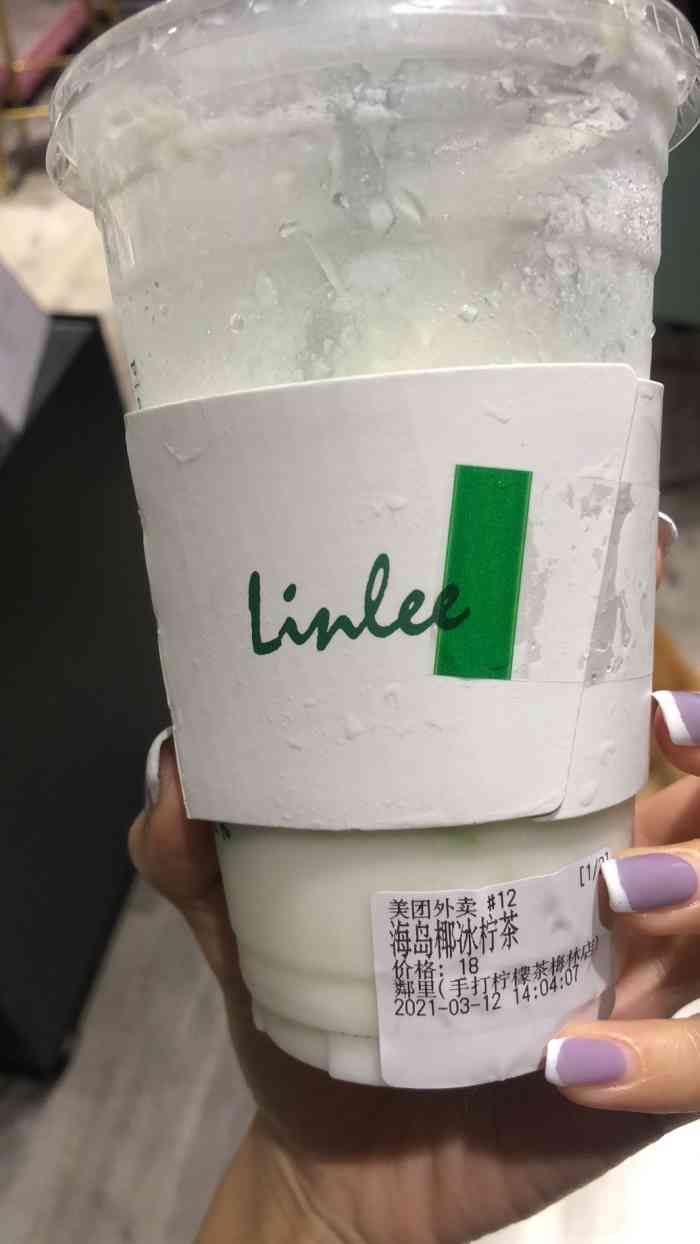 Linlee
[1/2]
美团外卖 #12
海岛椰冰柠茶
价格: 18
邻里(手打柠檬茶梅林店)
2021-03-12 14:04:07